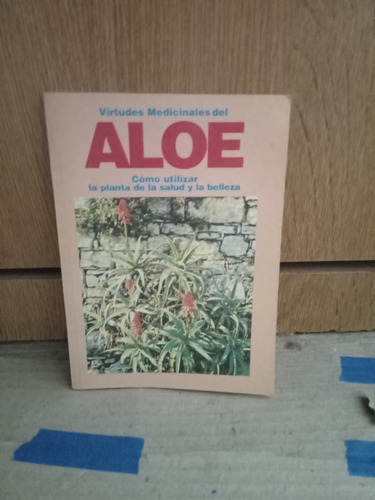 Virtudes Medicinales del
ALOE
Cómo utilizar
la planta de la salud y la belleza